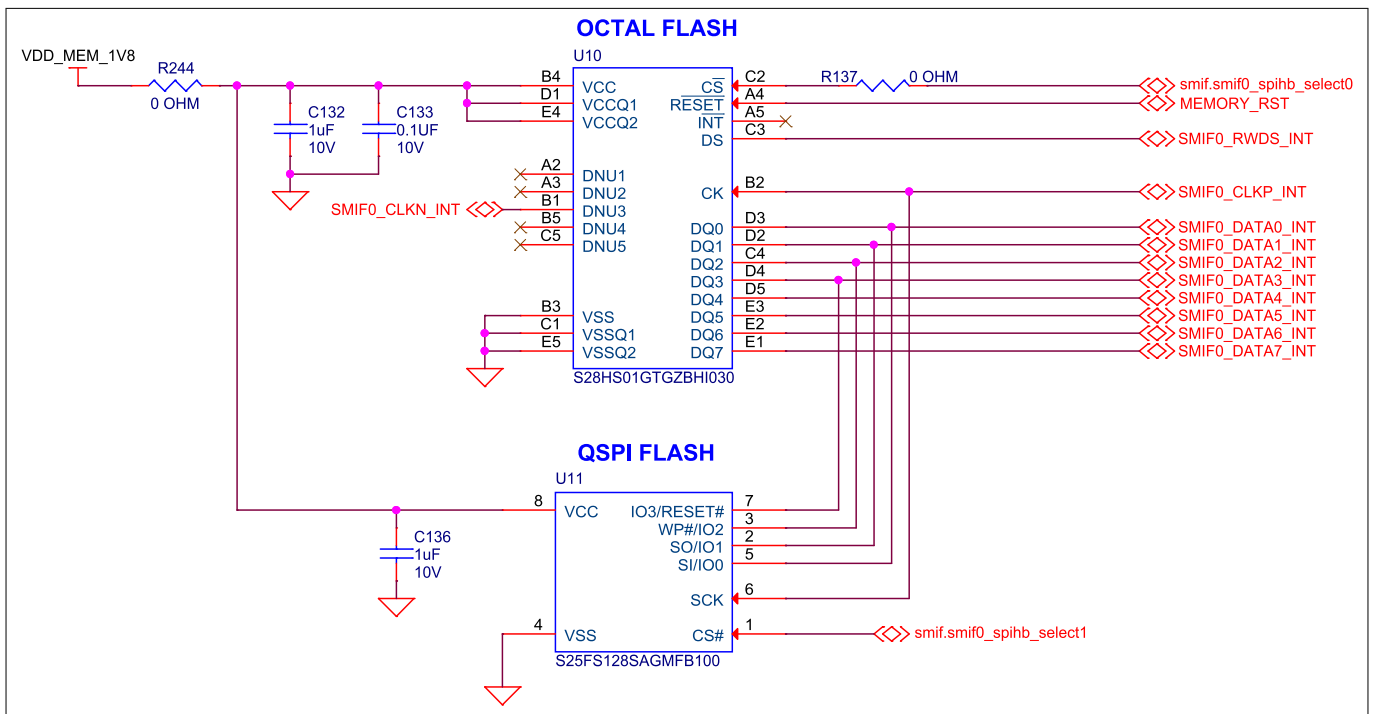 OCTAL FLASH
VDD_MEM_1V8
R244
0 OHM
C132
1uF
10V
C133
0.1UF
10V
U10
B4 VCC
D1 VCCQ1
E4 VCCQ2
A2 DNU1
A3 DNU2
SMIF0_CLKN_INT B1 DNU3
B5 DNU4
C5 DNU5
B3 VSS
C1 VSSQ1
E5 VSSQ2
CS C2 R137 0 OHM smif.smif0_spihb_select0
RESET A4 MEMORY_RST
INT A5
DS C3 SMIF0_RWDS_INT
CK B2 SMIF0_CLKP_INT
DQ0 D3 SMIF0_DATA0_INT
DQ1 D2 SMIF0_DATA1_INT
DQ2 C4 SMIF0_DATA2_INT
DQ3 D4 SMIF0_DATA3_INT
DQ4 D5 SMIF0_DATA4_INT
DQ5 E3 SMIF0_DATA5_INT
DQ6 E2 SMIF0_DATA6_INT
DQ7 E1 SMIF0_DATA7_INT
S28HS01GTGZBHI030
QSPI FLASH
U11
8 VCC
C136
1uF
10V
4 VSS
IO3/RESET# 7
WP#/IO2 3
SO/IO1 2
SI/IO0 5
SCK 6
CS# 1 smif.smif0_spihb_select1
S25FS128SAGMFB100